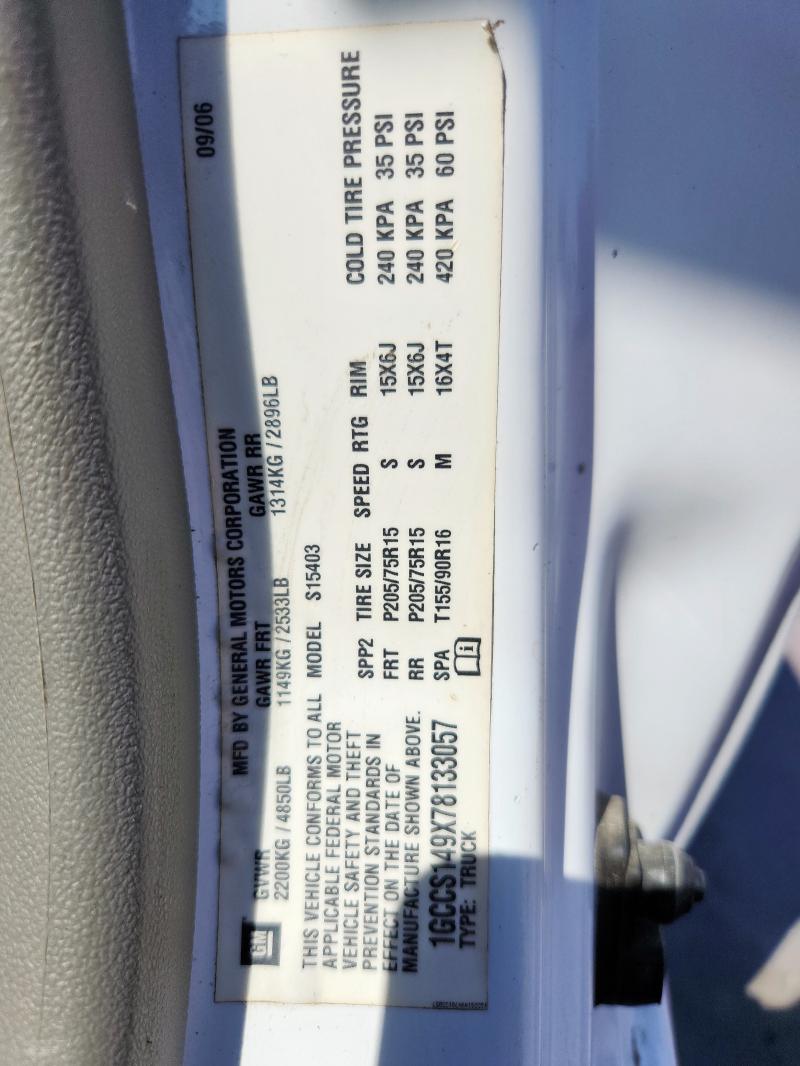 09/06
MFD BY GENERAL MOTORS CORPORATION
GM GVWR GAWR FRT GAWR RR
2200KG / 4850LB 1149KG / 2533LB 1314KG / 2896LB
THIS VEHICLE CONFORMS TO ALL MODEL S15403
APPLICABLE FEDERAL MOTOR
VEHICLE SAFETY AND THEFT
PREVENTION STANDARDS IN
EFFECT ON THE DATE OF
MANUFACTURE SHOWN ABOVE.
SPP2 TIRE SIZE SPEED RTG RIM COLD TIRE PRESSURE
FRT P205/75R15 S 15X6J 240 KPA 35 PSI
RR P205/75R15 S 15X6J 240 KPA 35 PSI
SPA T155/90R16 M 16X4T 420 KPA 60 PSI
1GCCS149X78133057
TYPE: TRUCK